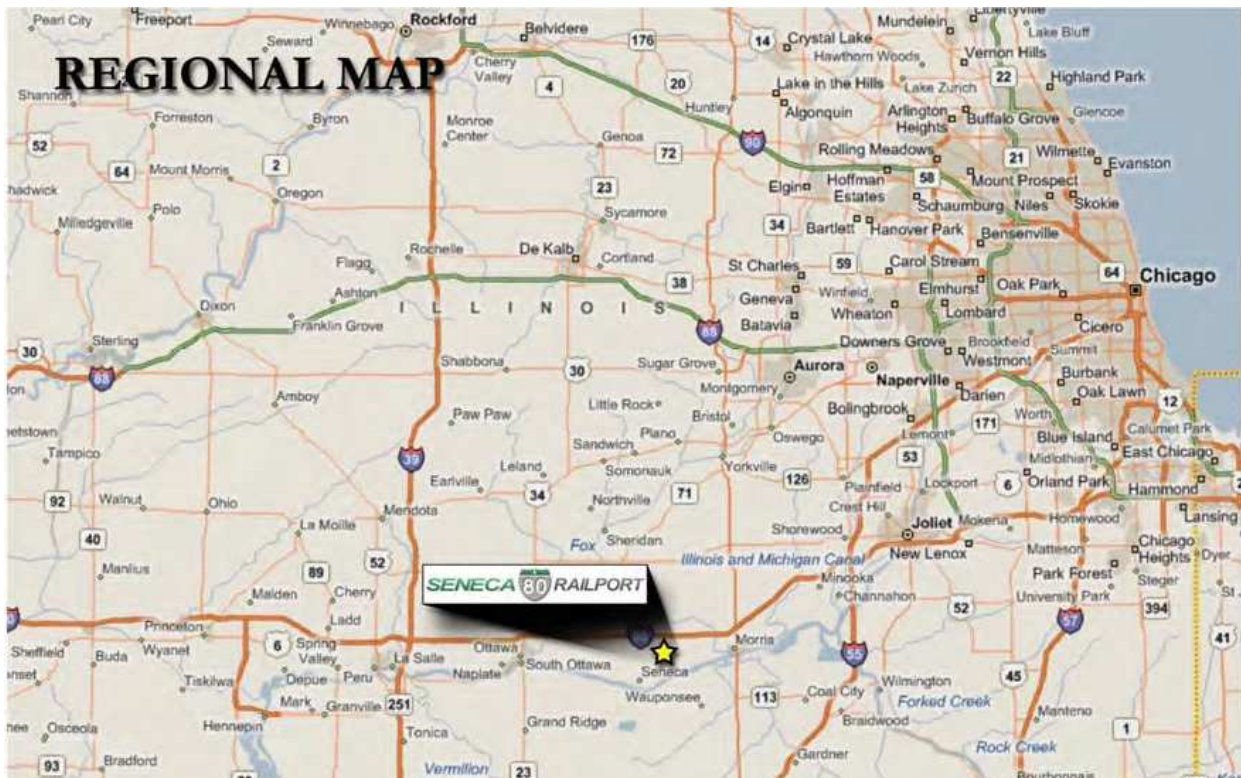 REGIONAL MAP
Pearl City
Freeport
Winnebago
Rockford
Belvidere
176
14
Crystal Lake
Mundelein
Libertyville
Lake Bluff
Seward
Cherry
Valley
4
20
Huntley
Hawthorn Woods
Vernon Hills
22
Highland Park
Lake in the Hills
Lake Zurich
Shannon
Forreston
Byron
Monroe
Center
Genoa
72
90
Algonquin
Arlington
Heights
Buffalo Grove
Glencoe
52
64
Mount Morris
2
Oregon
23
Elgin
Rolling Meadows
Hoffman
Estates
58
21
Wilmette
Evanston
Mount Prospect
Chadwick
Milledgeville
Polo
Sycamore
34
Schaumburg
Niles
Skokie
Bartlett
Hanover Park
Bensenville
Rochelle
De Kalb
Cortland
Flagg
38
St Charles
59
Carol Stream
64
Chicago
Ashton
Geneva
Winfield
Elmhurst
Oak Park
Dixon
Franklin Grove
ILLINOIS
88
Batavia
Wheaton
Lombard
Cicero
30
Sterling
88
Shabbona
30
Sugar Grove
Downers Grove
Brookfield
Westmont
Summit
Aurora
Naperville
Burbank
Montgomery
Darien
Oak Lawn
12
Amboy
Paw Paw
Little Rock
Bristol
Bolingbrook
171
Worth
Calumet Park
Tampico
39
Sandwich
Plano
Oswego
Lemont
Blue Island
East Chicago
Leland
Somonauk
Yorkville
53
Midlothian
92
Walnut
Ohio
Earlville
34
Northville
71
126
Plainfield
Lockport
6
Orland Park
Hammond
La Moille
Mendota
Crest Hill
Homewood
Lansing
40
52
Fox
Sheridan
Shorewood
Joliet
Mokena
Matteson
Chicago
Heights
Dyer
Manlius
89
Illinois and Michigan Canal
New Lenox
Park Forest
Steger
Malden
Cherry
SENECA 80 RAILPORT
Minooka
Channahon
52
University Park
394
Ladd
57
41
Princeton
Sheffield
Buda
Wyanet
6
Spring
Valley
La Salle
Ottawa
Morris
55
Depue
Peru
Naplate
South Ottawa
Seneca
Tiskilwa
Wauponsee
45
Mark
Granville
251
113
Coal City
Wilmington
Forked Creek
Hennepin
Grand Ridge
Braidwood
Manteno
1
Osceola
Tonica
Gardner
Rock Creek
93
Bradford
Vermilion
23
Bourbonnais